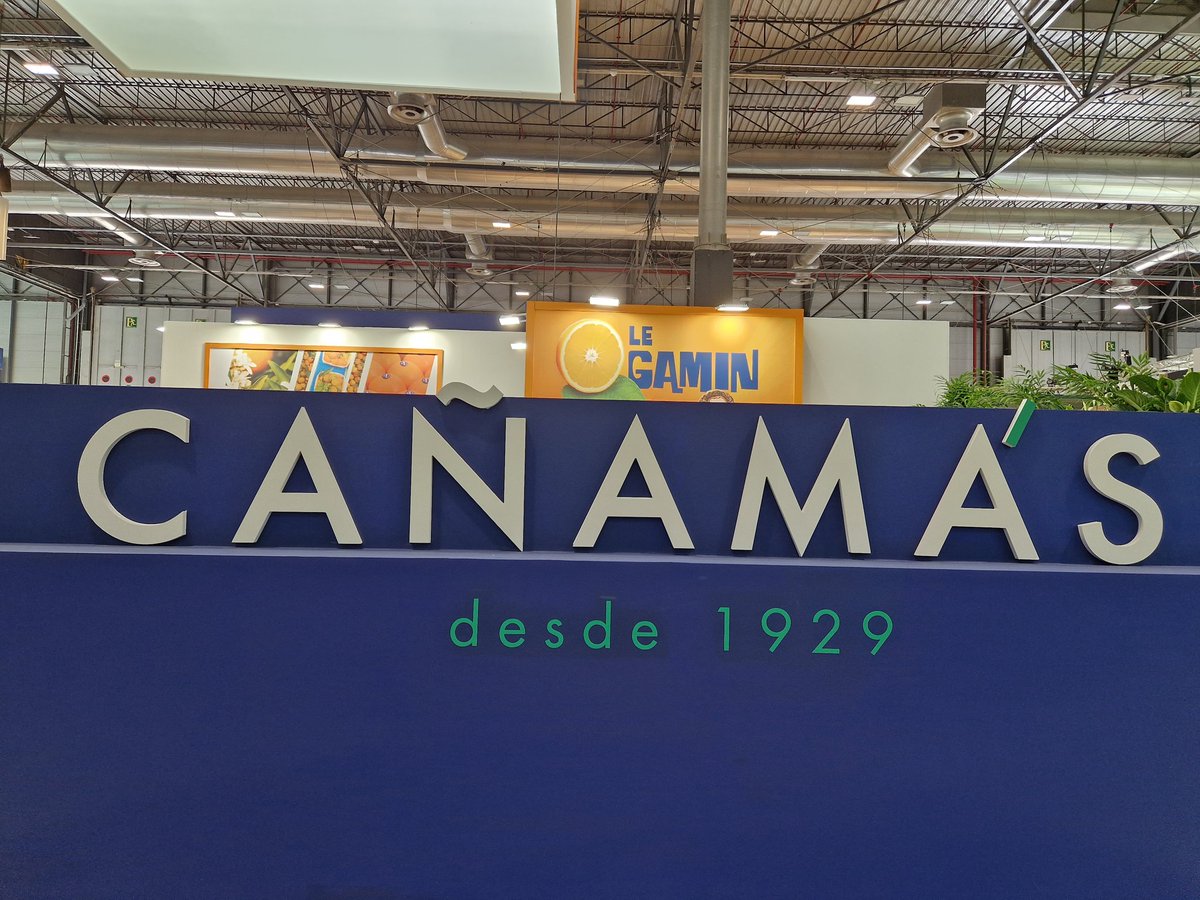 LE
GAMIN
CAÑAMÁS
desde 1929